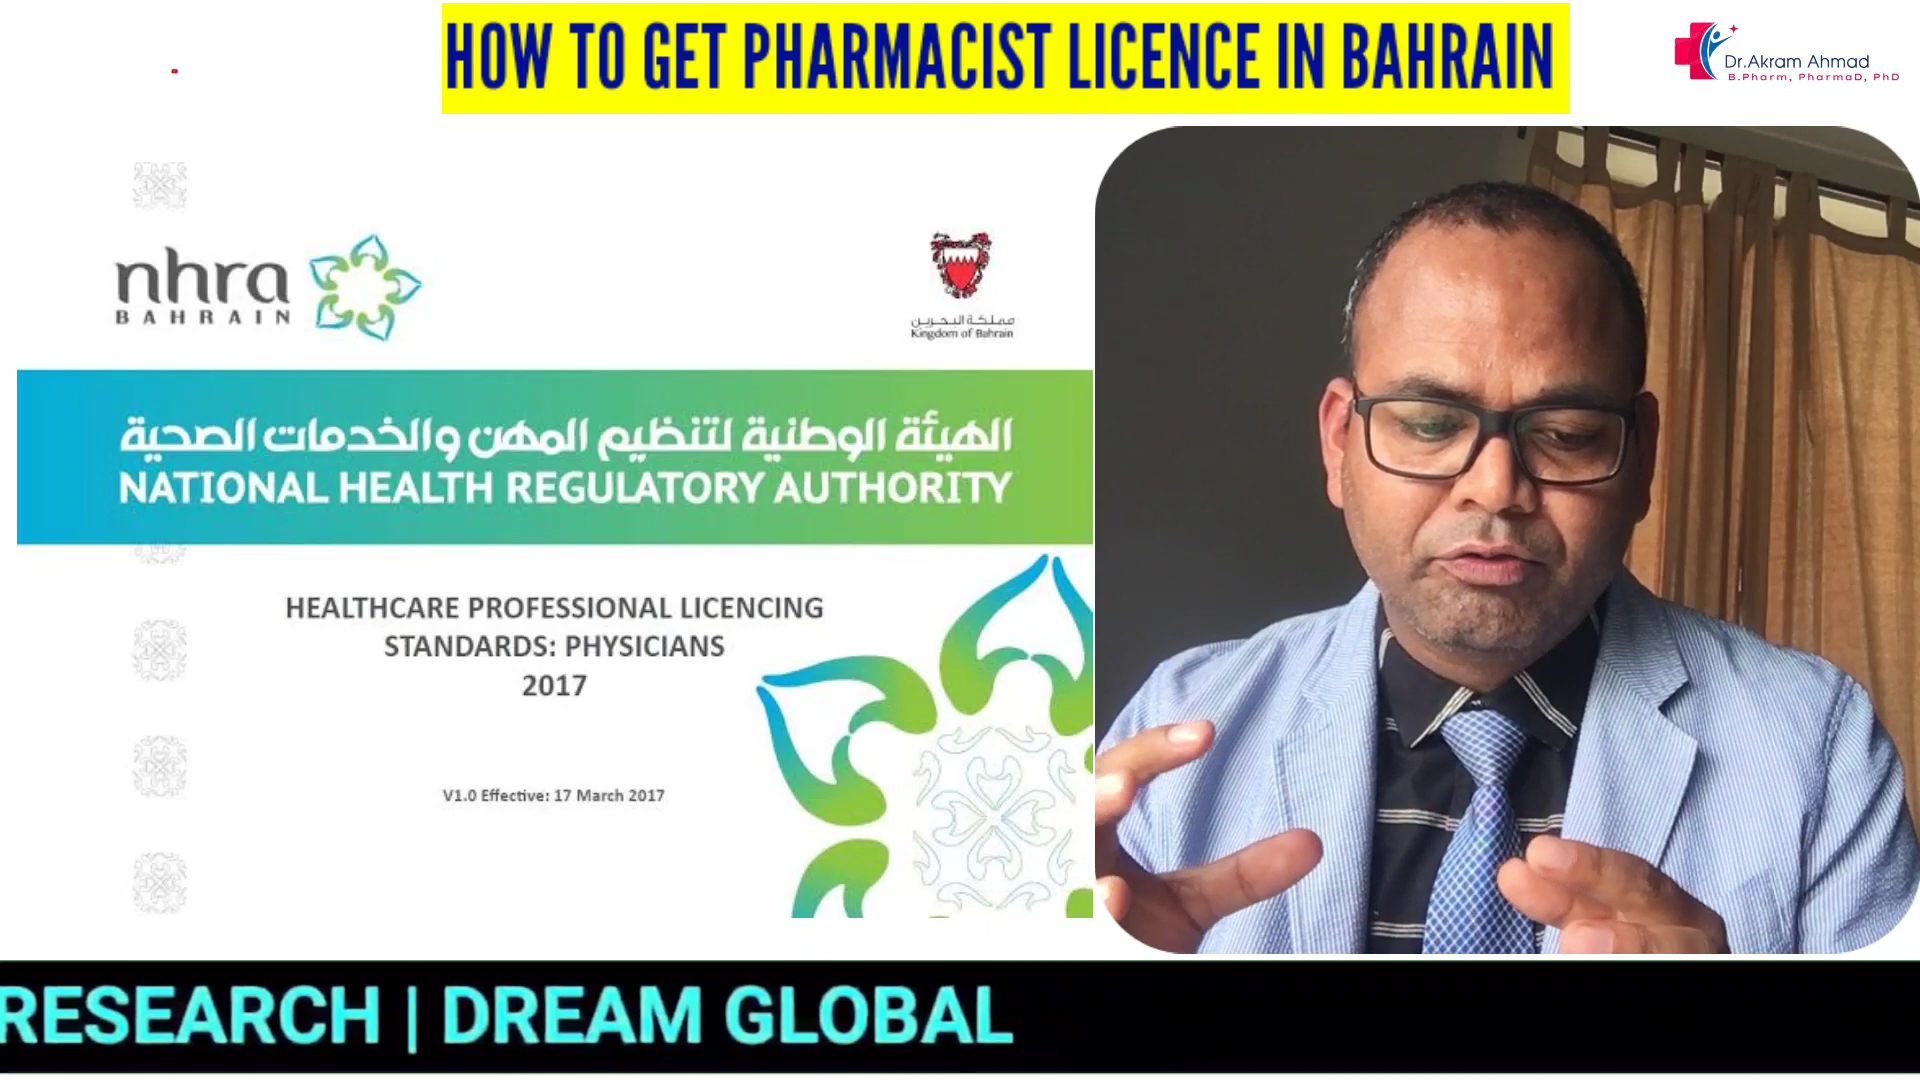 HOW TO GET PHARMACIST LICENCE IN BAHRAIN
Dr.Akram Ahmad
B.Pharm, PharmaD, PhD
nhra
BAHRAIN
مملكة البحرين
Kingdom of Bahrain
الهيئة الوطنية لتنظيم المهن والخدمات الصحية
NATIONAL HEALTH REGULATORY AUTHORITY
HEALTHCARE PROFESSIONAL LICENCING
STANDARDS: PHYSICIANS
2017
V1.0 Effective: 17 March 2017
RESEARCH | DREAM GLOBAL